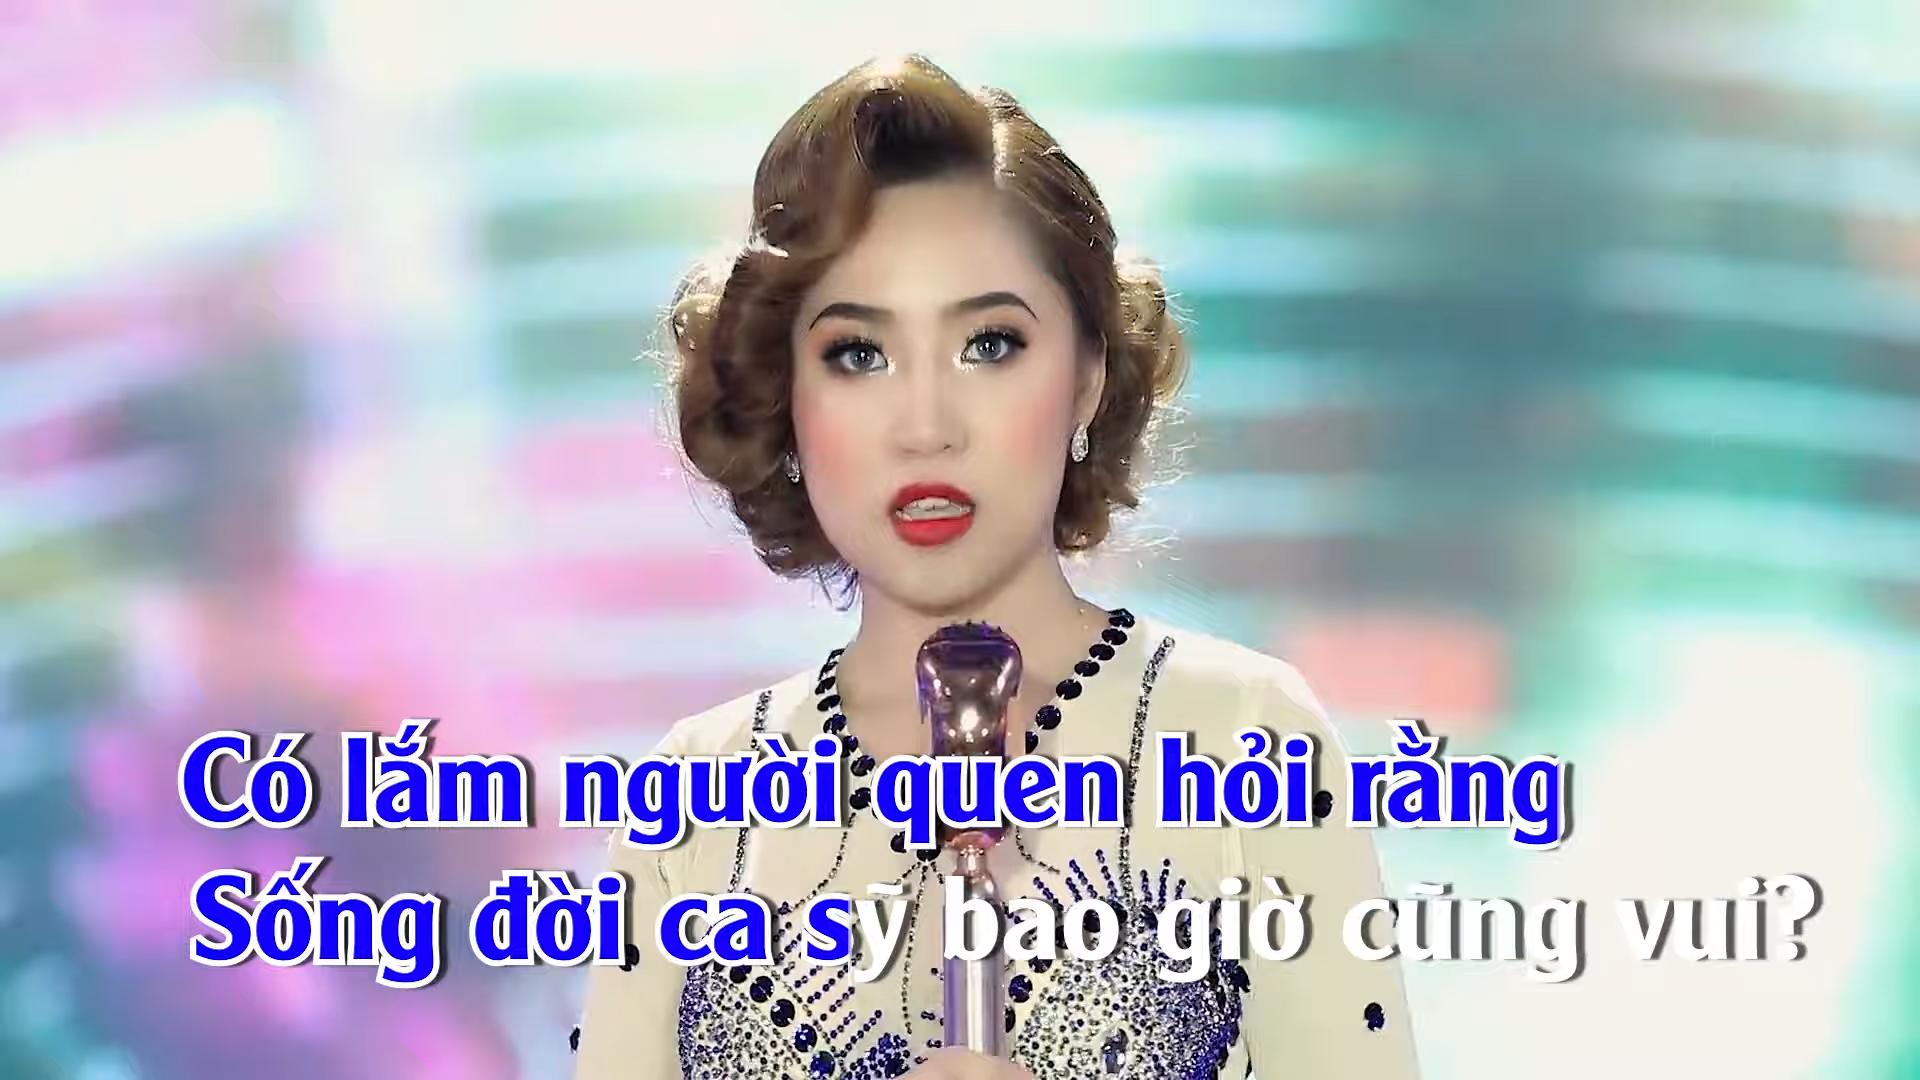 Có lắm người quen hỏi rằng
Sống đời ca sỹ bao giờ cũng vui?